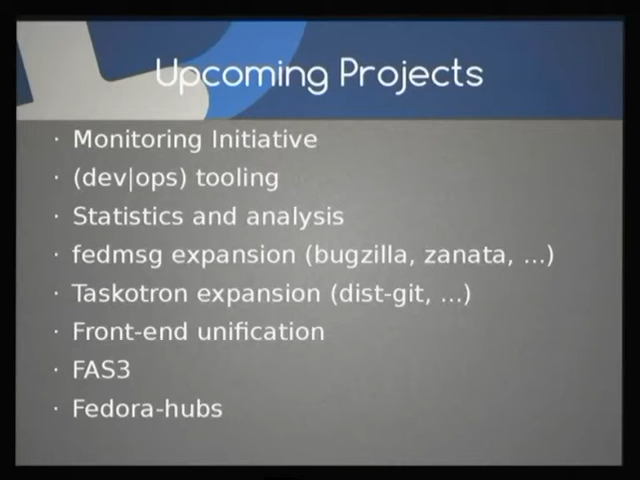 Upcoming Projects
· Monitoring Initiative
· (dev|ops) tooling
· Statistics and analysis
· fedmsg expansion (bugzilla, zanata, ...)
· Taskotron expansion (dist-git, ...)
· Front-end unification
· FAS3
· Fedora-hubs